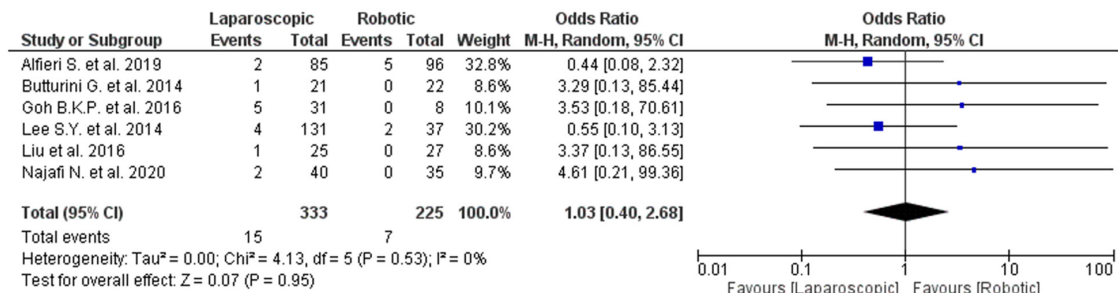 Laparoscopic Robotic Odds Ratio Odds Ratio
Study or Subgroup Events Total Events Total Weight M-H, Random, 95% CI M-H, Random, 95% CI
Alfieri S. et al. 2019 2 85 5 96 32.8% 0.44 [0.08, 2.32]
Butturini G. et al. 2014 1 21 0 22 8.6% 3.29 [0.13, 85.44]
Goh B.K.P. et al. 2016 5 31 0 8 10.1% 3.53 [0.18, 70.61]
Lee S.Y. et al. 2014 4 131 2 37 30.2% 0.55 [0.10, 3.13]
Liu et al. 2016 1 25 0 27 8.6% 3.37 [0.13, 86.55]
Najafi N. et al. 2020 2 40 0 35 9.7% 4.61 [0.21, 99.36]
Total (95% CI) 333 225 100.0% 1.03 [0.40, 2.68]
Total events 15 7
Heterogeneity: Tau² = 0.00; Chi² = 4.13, df = 5 (P = 0.53); I² = 0%
Test for overall effect: Z = 0.07 (P = 0.95)
0.01 0.1 1 10 100
Favours [Laparoscopic] Favours [Robotic]